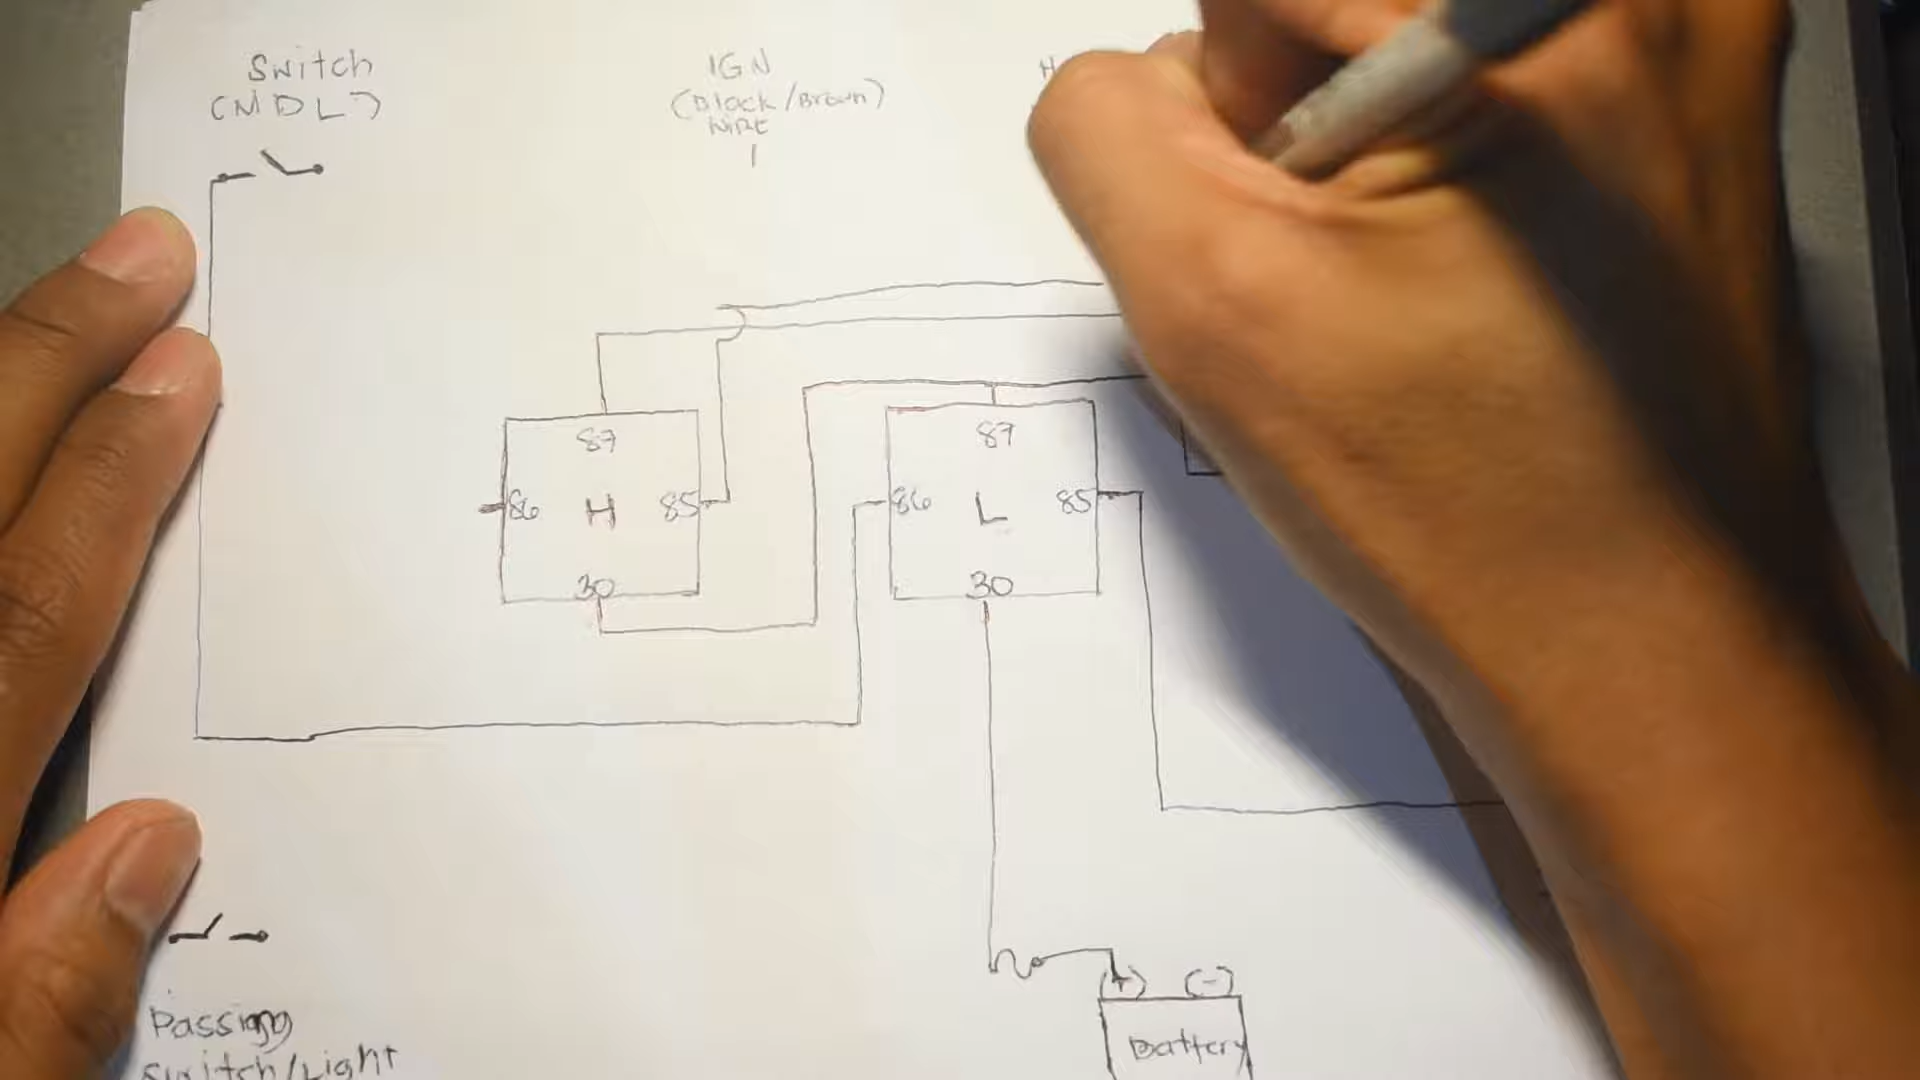 Switch
(MDL)
IGN
(Black/Brown)
WIRE
H
87
86 H 85
30
87
86 L 85
30
(+) (-)
Battery
Passing
Switch/Light